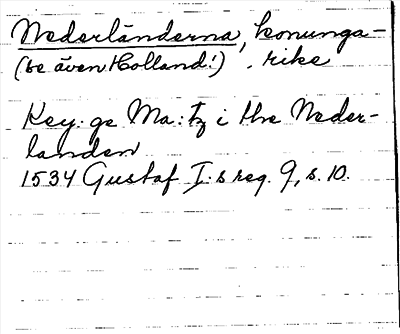 Nederländerna, konunga-
(se även Holland!) rike
Key: ge Ma: tz i the Neder-
landen
1534 Gustaf I:s reg. 9, s. 10.